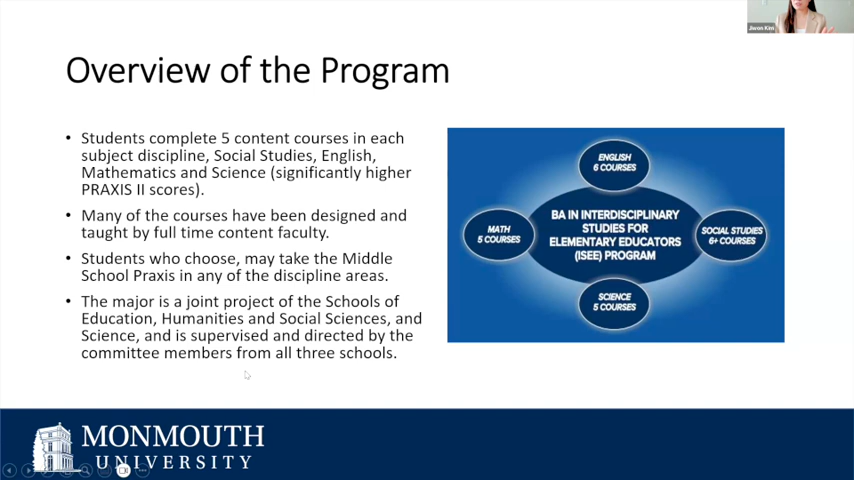 Jiwon Kim
Overview of the Program
• Students complete 5 content courses in each
subject discipline, Social Studies, English,
Mathematics and Science (significantly higher
PRAXIS II scores).
• Many of the courses have been designed and
taught by full time content faculty.
• Students who choose, may take the Middle
School Praxis in any of the discipline areas.
• The major is a joint project of the Schools of
Education, Humanities and Social Sciences, and
Science, and is supervised and directed by the
committee members from all three schools.
ENGLISH
6 COURSES
MATH
5 COURSES
BA IN INTERDISCIPLINARY
STUDIES FOR
ELEMENTARY EDUCATORS
(ISEE) PROGRAM
SOCIAL STUDIES
6+ COURSES
SCIENCE
5 COURSES
MONMOUTH
UNIVERSITY